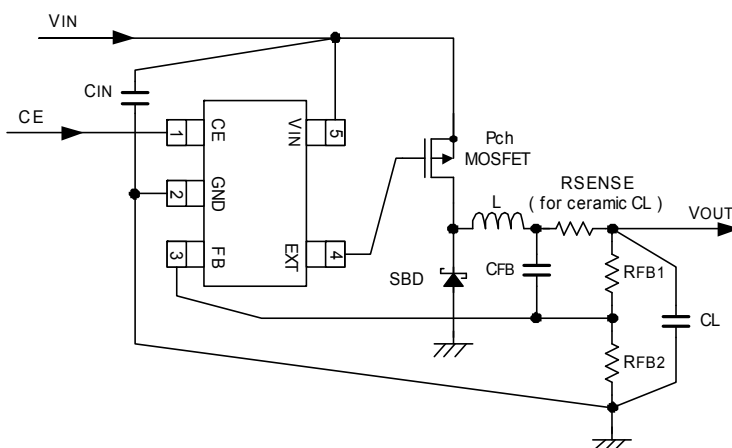 VIN
CIN
CE
1
CE
VIN
5
2
GND
3
FB
EXT
4
Pch
MOSFET
RSENSE
( for ceramic CL )
VOUT
L
SBD
CFB
RFB1
RFB2
CL